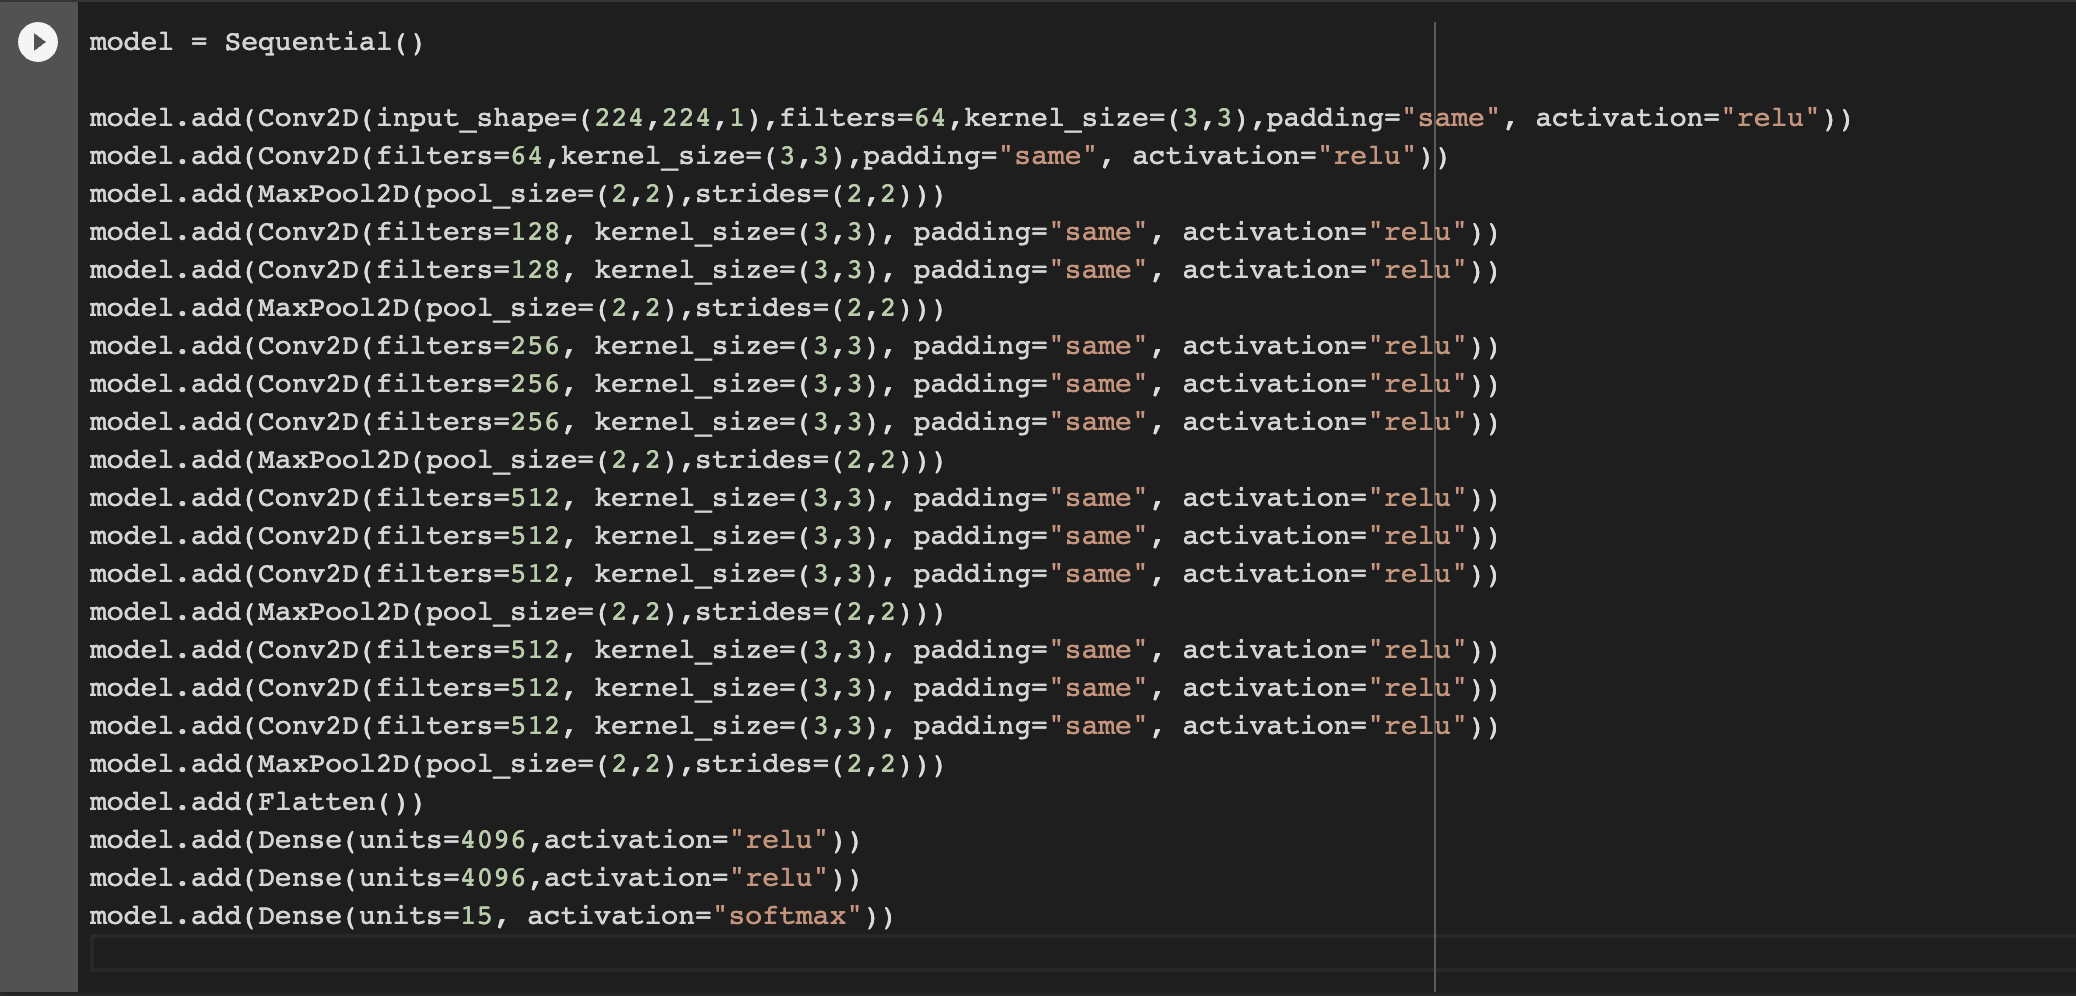 model = Sequential()
model.add(Conv2D(input_shape=(224,224,1),filters=64,kernel_size=(3,3),padding="same", activation="relu"))
model.add(Conv2D(filters=64,kernel_size=(3,3),padding="same", activation="relu"))
model.add(MaxPool2D(pool_size=(2,2),strides=(2,2)))
model.add(Conv2D(filters=128, kernel_size=(3,3), padding="same", activation="relu"))
model.add(Conv2D(filters=128, kernel_size=(3,3), padding="same", activation="relu"))
model.add(MaxPool2D(pool_size=(2,2),strides=(2,2)))
model.add(Conv2D(filters=256, kernel_size=(3,3), padding="same", activation="relu"))
model.add(Conv2D(filters=256, kernel_size=(3,3), padding="same", activation="relu"))
model.add(Conv2D(filters=256, kernel_size=(3,3), padding="same", activation="relu"))
model.add(MaxPool2D(pool_size=(2,2),strides=(2,2)))
model.add(Conv2D(filters=512, kernel_size=(3,3), padding="same", activation="relu"))
model.add(Conv2D(filters=512, kernel_size=(3,3), padding="same", activation="relu"))
model.add(Conv2D(filters=512, kernel_size=(3,3), padding="same", activation="relu"))
model.add(MaxPool2D(pool_size=(2,2),strides=(2,2)))
model.add(Conv2D(filters=512, kernel_size=(3,3), padding="same", activation="relu"))
model.add(Conv2D(filters=512, kernel_size=(3,3), padding="same", activation="relu"))
model.add(Conv2D(filters=512, kernel_size=(3,3), padding="same", activation="relu"))
model.add(MaxPool2D(pool_size=(2,2),strides=(2,2)))
model.add(Flatten())
model.add(Dense(units=4096,activation="relu"))
model.add(Dense(units=4096,activation="relu"))
model.add(Dense(units=15, activation="softmax"))